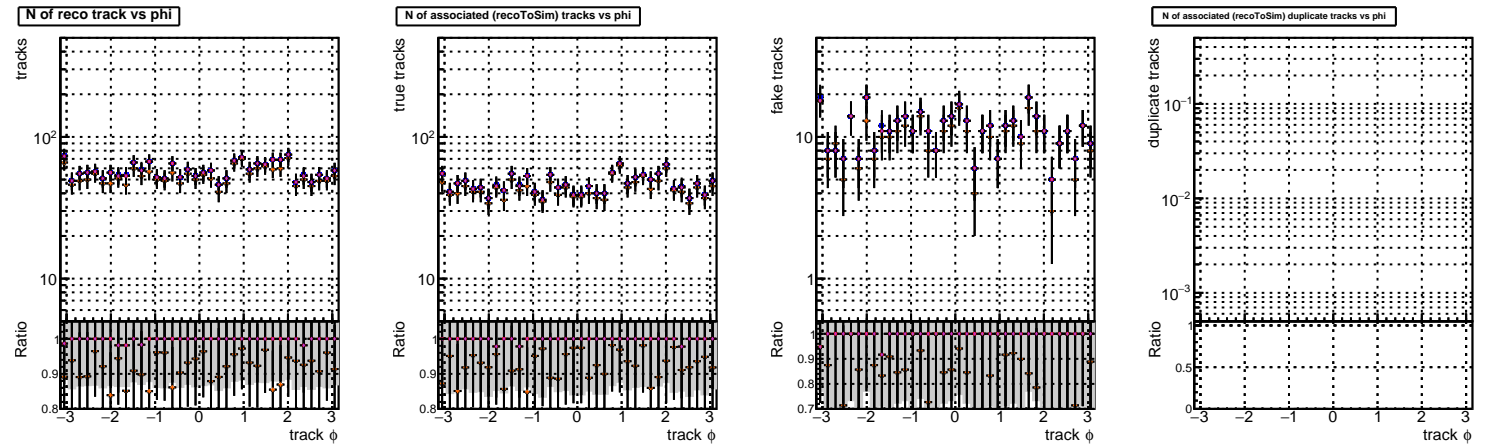 N of reco track vs phi
tracks
10²
10
Ratio
1
0.9
0.8
−3 −2 −1 0 1 2 3
track ϕ
N of associated (recoToSim) tracks vs phi
true tracks
10²
10
Ratio
1
0.9
0.8
−3 −2 −1 0 1 2 3
track ϕ
fake tracks
10
1
Ratio
1
0.9
0.8
0.7
−3 −2 −1 0 1 2 3
track ϕ
N of associated (recoToSim) duplicate tracks vs phi
duplicate tracks
10⁻¹
10⁻²
10⁻³
Ratio
1
0.5
0
−3 −2 −1 0 1 2 3
track ϕ